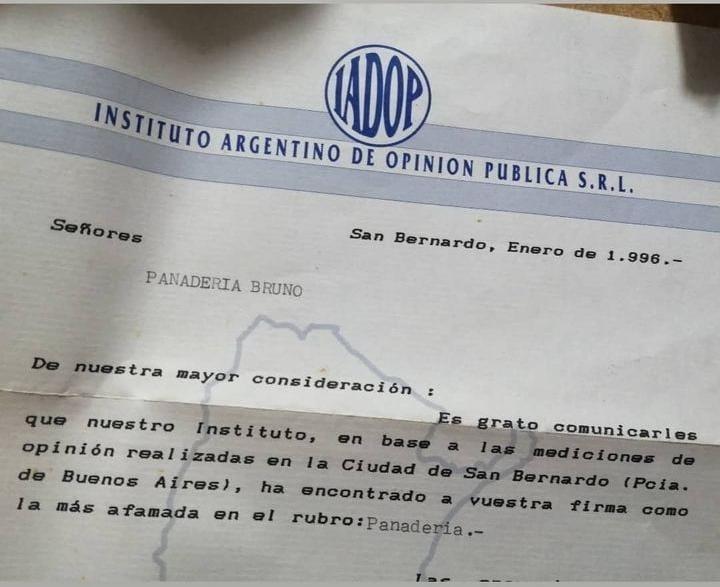 IADOP
INSTITUTO ARGENTINO DE OPINION PUBLICA S.R.L.
Señores
San Bernardo, Enero de 1.996.-
PANADERIA BRUNO
De nuestra mayor consideración :
Es grato comunicarles
que nuestro Instituto, en base a las mediciones de
opinión realizadas en la Ciudad de San Bernardo (Pcia.
de Buenos Aires), ha encontrado a vuestra firma como
la más afamada en el rubro:Panaderia.-